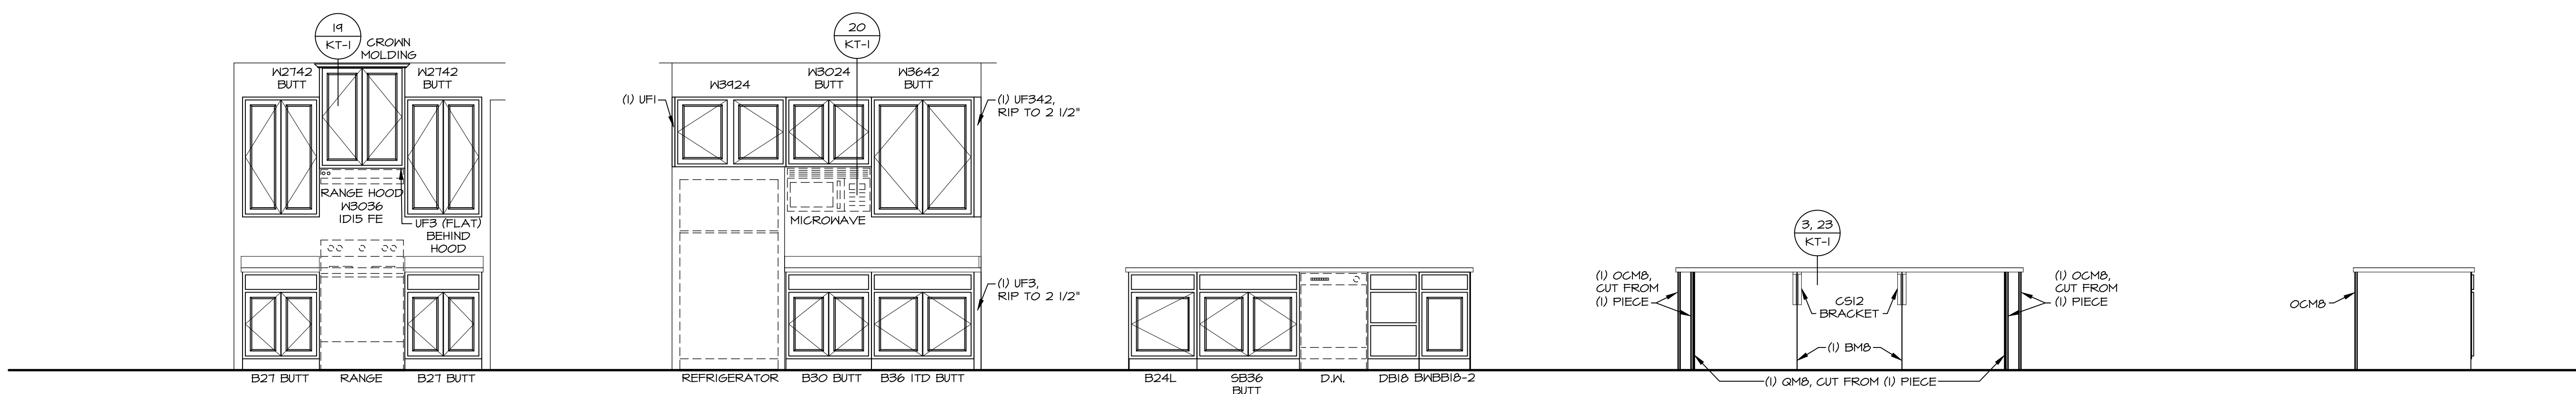 19
KT-1
CROWN
MOLDING
W2742
BUTT
W2742
BUTT
RANGE HOOD
W3036
1D15 FE
UF3 (FLAT)
BEHIND
HOOD
B27 BUTT
RANGE
B27 BUTT
20
KT-1
W3924
W3024
BUTT
W3642
BUTT
(1) UF1
(1) UF342,
RIP TO 2 1/2"
MICROWAVE
(1) UF3,
RIP TO 2 1/2"
REFRIGERATOR
B30 BUTT
B36 1TD BUTT
B24L
SB36
BUTT
D.W.
DB18
BWBB18-2
3, 23
KT-1
(1) OCM8,
CUT FROM
(1) PIECE
CS12
BRACKET
(1) OCM8,
CUT FROM
(1) PIECE
(1) BM8
(1) QM8, CUT FROM (1) PIECE
OCM8